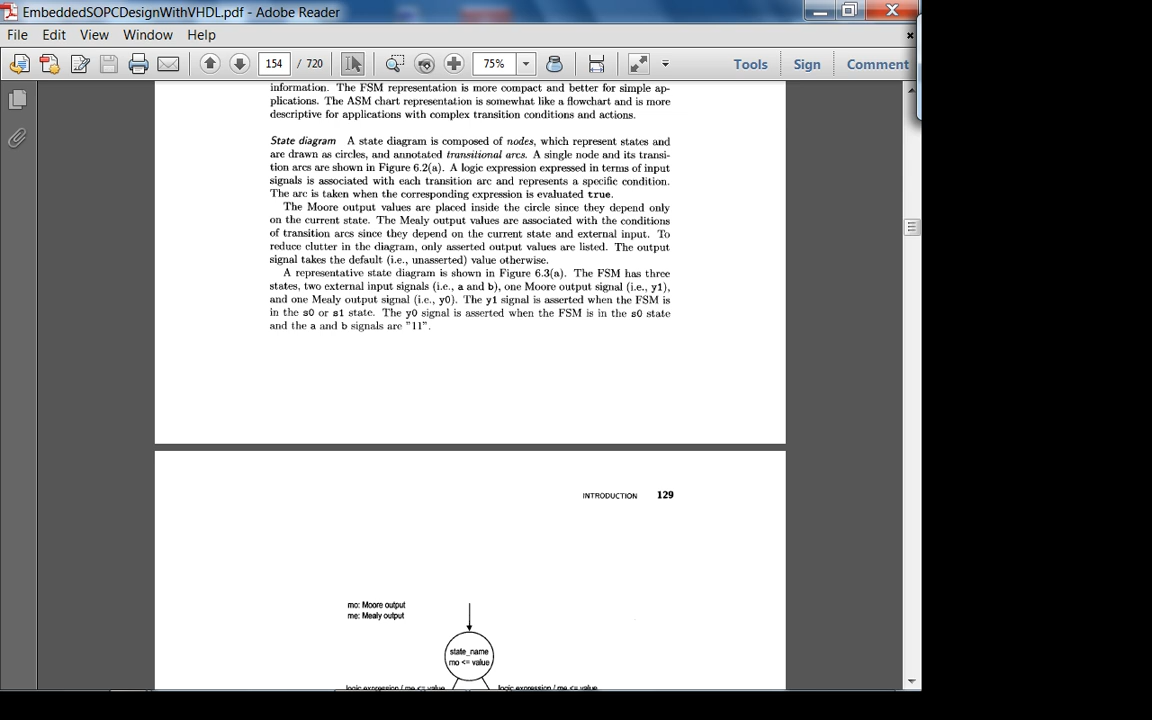 EmbeddedSOPCDesignWithVHDL.pdf - Adobe Reader
File Edit View Window Help
154 / 720 75% Tools Sign Comment
information. The FSM representation is more compact and better for simple ap-
plications. The ASM chart representation is somewhat like a flowchart and is more
descriptive for applications with complex transition conditions and actions.
State diagram A state diagram is composed of nodes, which represent states and
are drawn as circles, and annotated transitional arcs. A single node and its transi-
tion arcs are shown in Figure 6.2(a). A logic expression expressed in terms of input
signals is associated with each transition arc and represents a specific condition.
The arc is taken when the corresponding expression is evaluated true.
The Moore output values are placed inside the circle since they depend only
on the current state. The Mealy output values are associated with the conditions
of transition arcs since they depend on the current state and external input. To
reduce clutter in the diagram, only asserted output values are listed. The output
signal takes the default (i.e., unasserted) value otherwise.
A representative state diagram is shown in Figure 6.3(a). The FSM has three
states, two external input signals (i.e., a and b), one Moore output signal (i.e., y1),
and one Mealy output signal (i.e., y0). The y1 signal is asserted when the FSM is
in the s0 or s1 state. The y0 signal is asserted when the FSM is in the s0 state
and the a and b signals are "11".
INTRODUCTION 129
mo: Moore output
me: Mealy output
state_name
mo <= value
logic expression / me <= value logic expression / me <= value